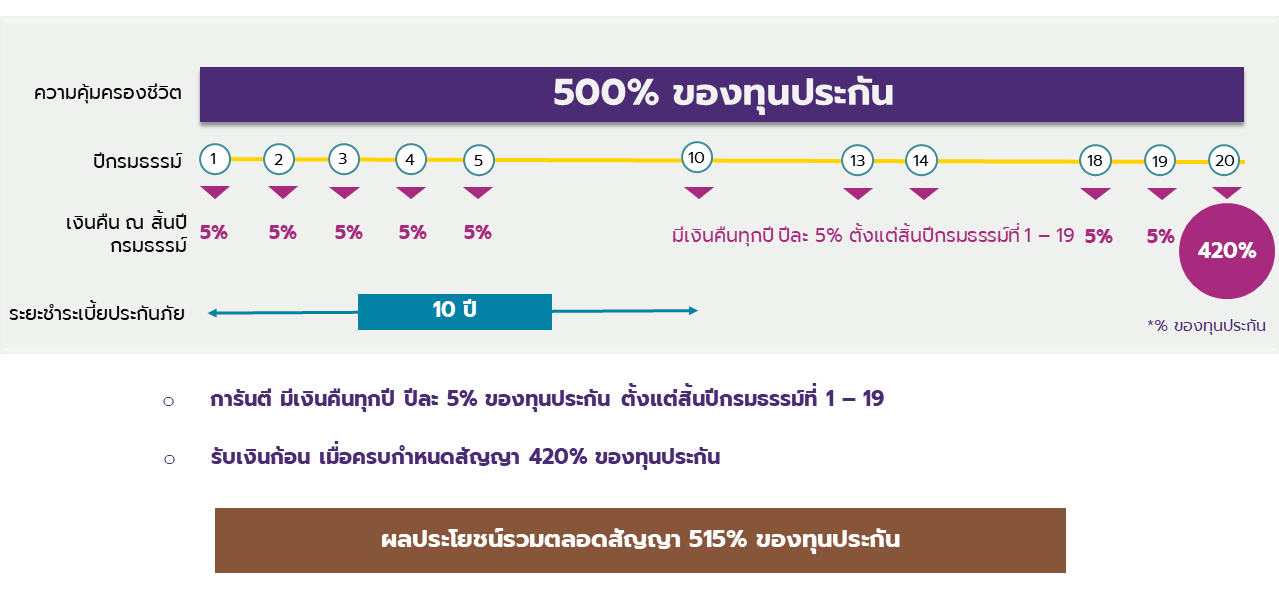 ความคุ้มครองชีวิต
500% ของทุนประกัน
ปีกรมธรรม์
1 2 3 4 5 10 13 14 18 19 20
เงินคืน ณ สิ้นปี
กรมธรรม์
5% 5% 5% 5% 5% มีเงินคืนทุกปี ปีละ 5% ตั้งแต่สิ้นปีกรมธรรม์ที่ 1 – 19 5% 5% 420%
ระยะชำระเบี้ยประกันภัย
10 ปี
*% ของทุนประกัน
o การันตี มีเงินคืนทุกปี ปีละ 5% ของทุนประกัน ตั้งแต่สิ้นปีกรมธรรม์ที่ 1 – 19
o รับเงินก้อน เมื่อครบกำหนดสัญญา 420% ของทุนประกัน
ผลประโยชน์รวมตลอดสัญญา 515% ของทุนประกัน